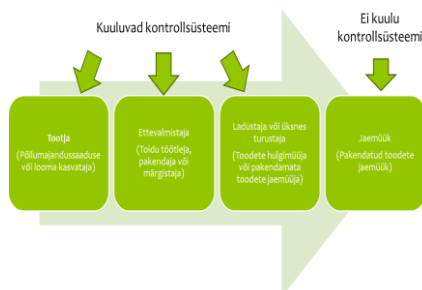 Kuuluvad kontrollsüsteemi
Ei kuulu
kontrollsüsteemi
Tootja
(Põllumajandussaaduse
või looma kasvataja)
Ettevalmistaja
(Toidu töötleja,
pakendaja või
märgistaja)
Ladustaja või üksnes
turustaja
(Toodete hulgimüüja
või pakendamata
toodete jaemüüja)
Jaemüük
(Pakendatud toodete
jaemüük)